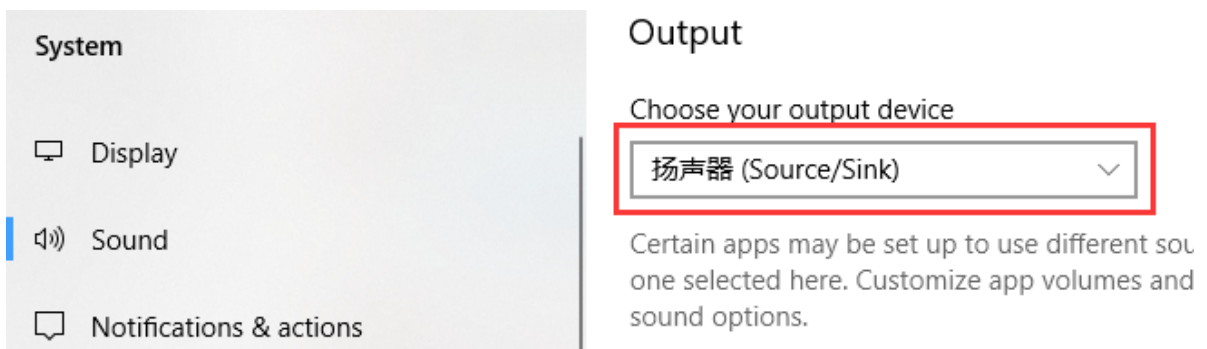 System
Display
Sound
Notifications & actions
Output
Choose your output device
扬声器 (Source/Sink)
Certain apps may be set up to use different
one selected here. Customize app volumes and
sound options.